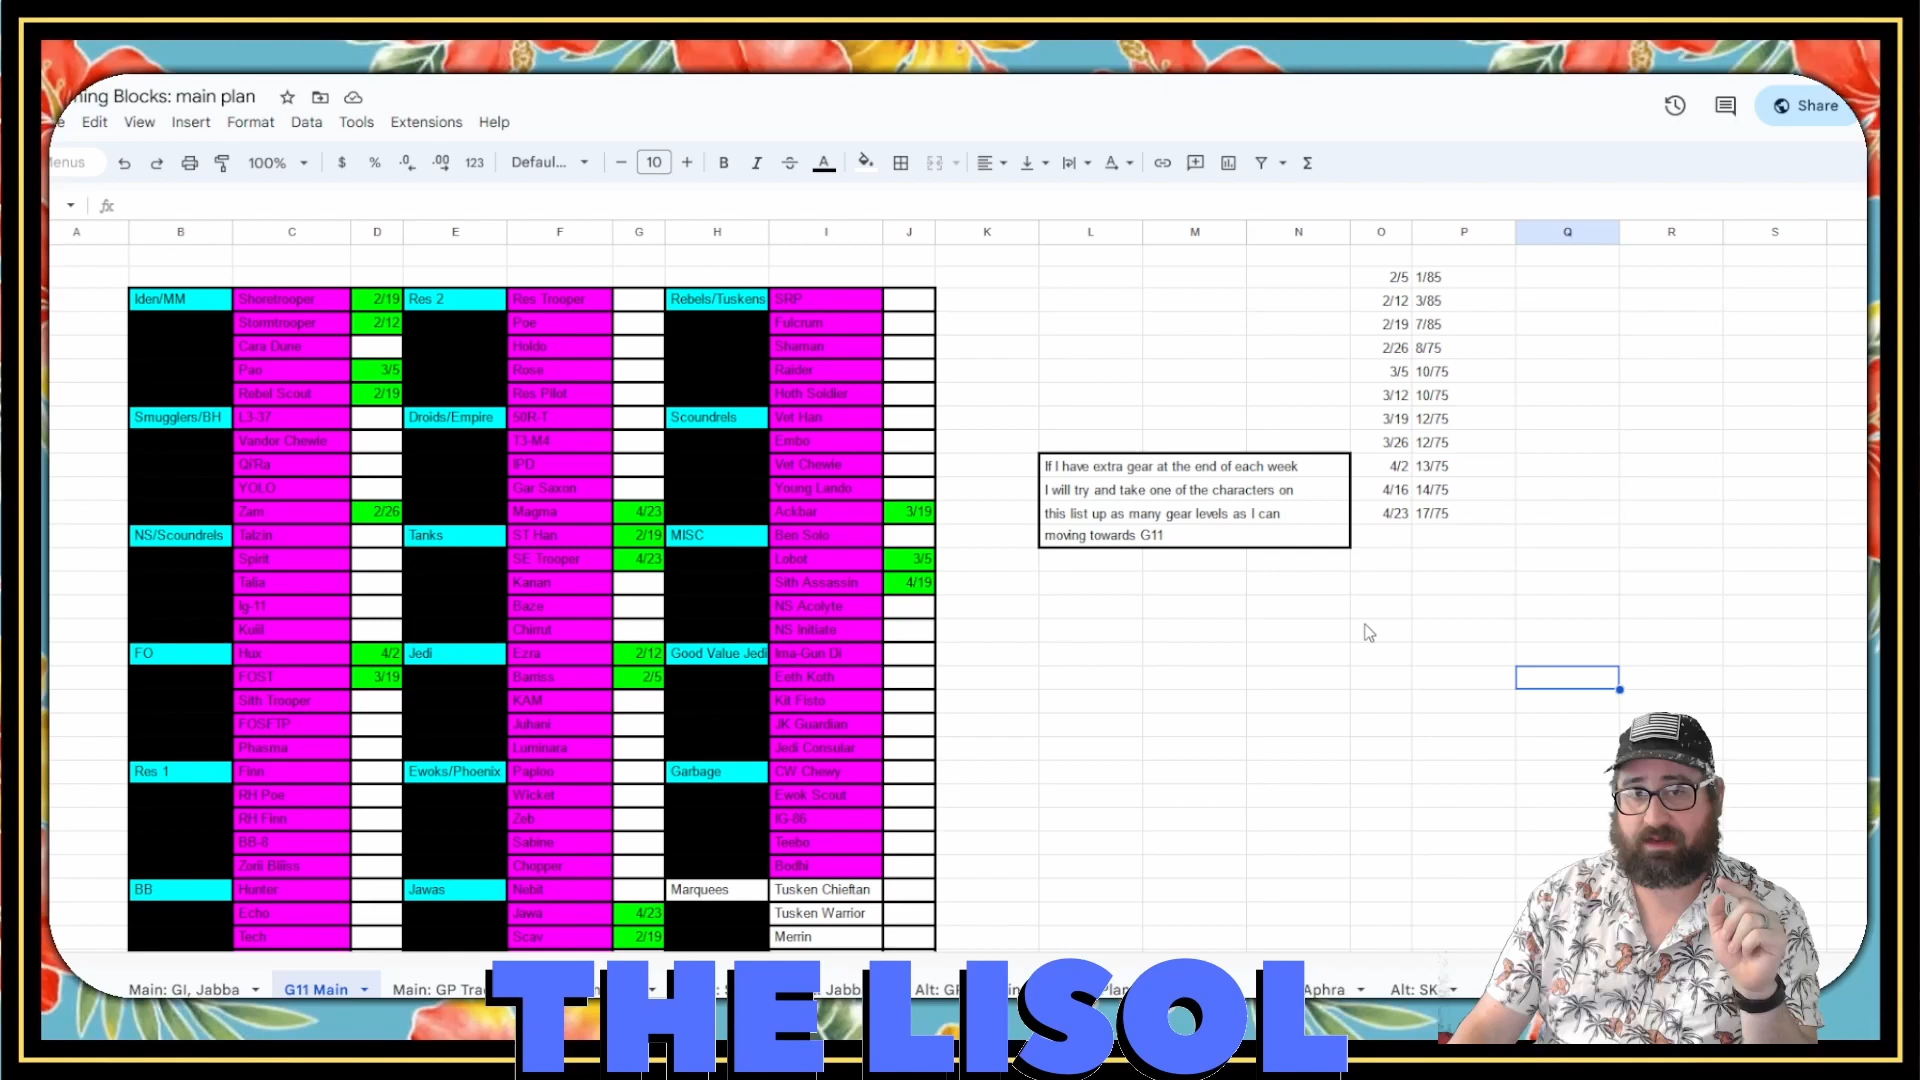 ning Blocks: main plan
e Edit View Insert Format Data Tools Extensions Help
Menus 100% $ % .0 .00 123 Defaul... − 10 + B I A Σ
Share
fx
A B C D E F G H I J K L M N O P Q R S
2/5 1/85
Iden/MM Shoretrooper 2/19 Res 2 Res Trooper Rebels/Tuskens SRP 2/12 3/85
Stormtrooper 2/12 Poe Fulcrum 2/19 7/85
Cara Dune Holdo Shaman 2/26 8/75
Pao 3/5 Rose Raider 3/5 10/75
Rebel Scout 2/19 Res Pilot Hoth Soldier 3/12 10/75
Smugglers/BH L3-37 Droids/Empire 50R-T Scoundrels Vet Han 3/19 12/75
Vandor Chewie T3-M4 Embo 3/26 12/75
Qi'Ra IPD Vet Chewie If I have extra gear at the end of each week 4/2 13/75
YOLO Gar Saxon Young Lando I will try and take one of the characters on 4/16 14/75
Zam 2/26 Magma 4/23 Ackbar 3/19 this list up as many gear levels as I can 4/23 17/75
NS/Scoundrels Talzin Tanks ST Han 2/19 MISC Ben Solo moving towards G11
Spirit SE Trooper 4/23 Lobot 3/5
Talia Kanan Sith Assassin 4/19
Ig-11 Baze NS Acolyte
Kuiil Chirrut NS Initiate
FO Hux 4/2 Jedi Ezra 2/12 Good Value Jedi Ima-Gun Di
FOST 3/19 Barriss 2/5 Eeth Koth
Sith Trooper KAM Kit Fisto
FOSFTP Juhani JK Guardian
Phasma Luminara Jedi Consular
Res 1 Finn Ewoks/Phoenix Paploo Garbage CW Chewy
RH Poe Wicket Ewok Scout
RH Finn Zeb IG-86
BB-8 Sabine Teebo
Zorii Bliiss Chopper Bodhi
BB Hunter Jawas Nebit Marquees Tusken Chieftan
Echo Jawa 4/23 Tusken Warrior
Tech Scav 2/19 Merrin
Main: GI, Jabba G11 Main Main: GP Tra Jabb Alt: G Plan Aphra Alt: SK
THE LISOL